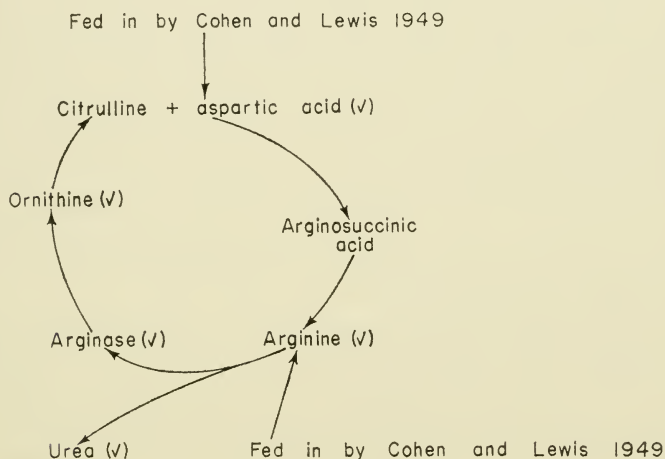 Fed in by Cohen and Lewis 1949
Citrulline + aspartic acid (√)
Ornithine (√)
Arginosuccinic
acid
Arginase (√)
Arginine (√)
Urea (√)
Fed in by Cohen and Lewis 1949